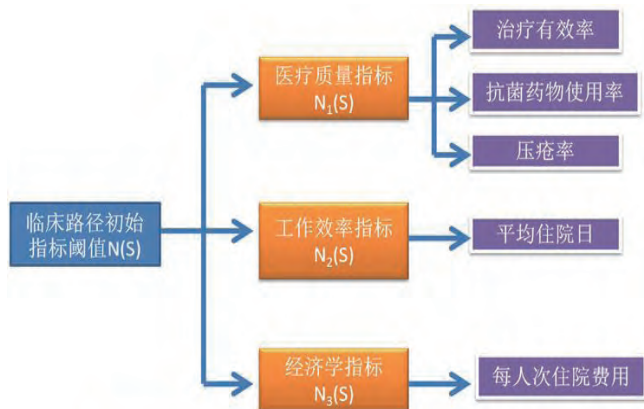 治疗有效率
医疗质量指标
N₁(S)
抗菌药物使用率
压疮率
临床路径初始
指标阈值N(S)
工作效率指标
N₂(S)
平均住院日
经济学指标
N₃(S)
每人次住院费用